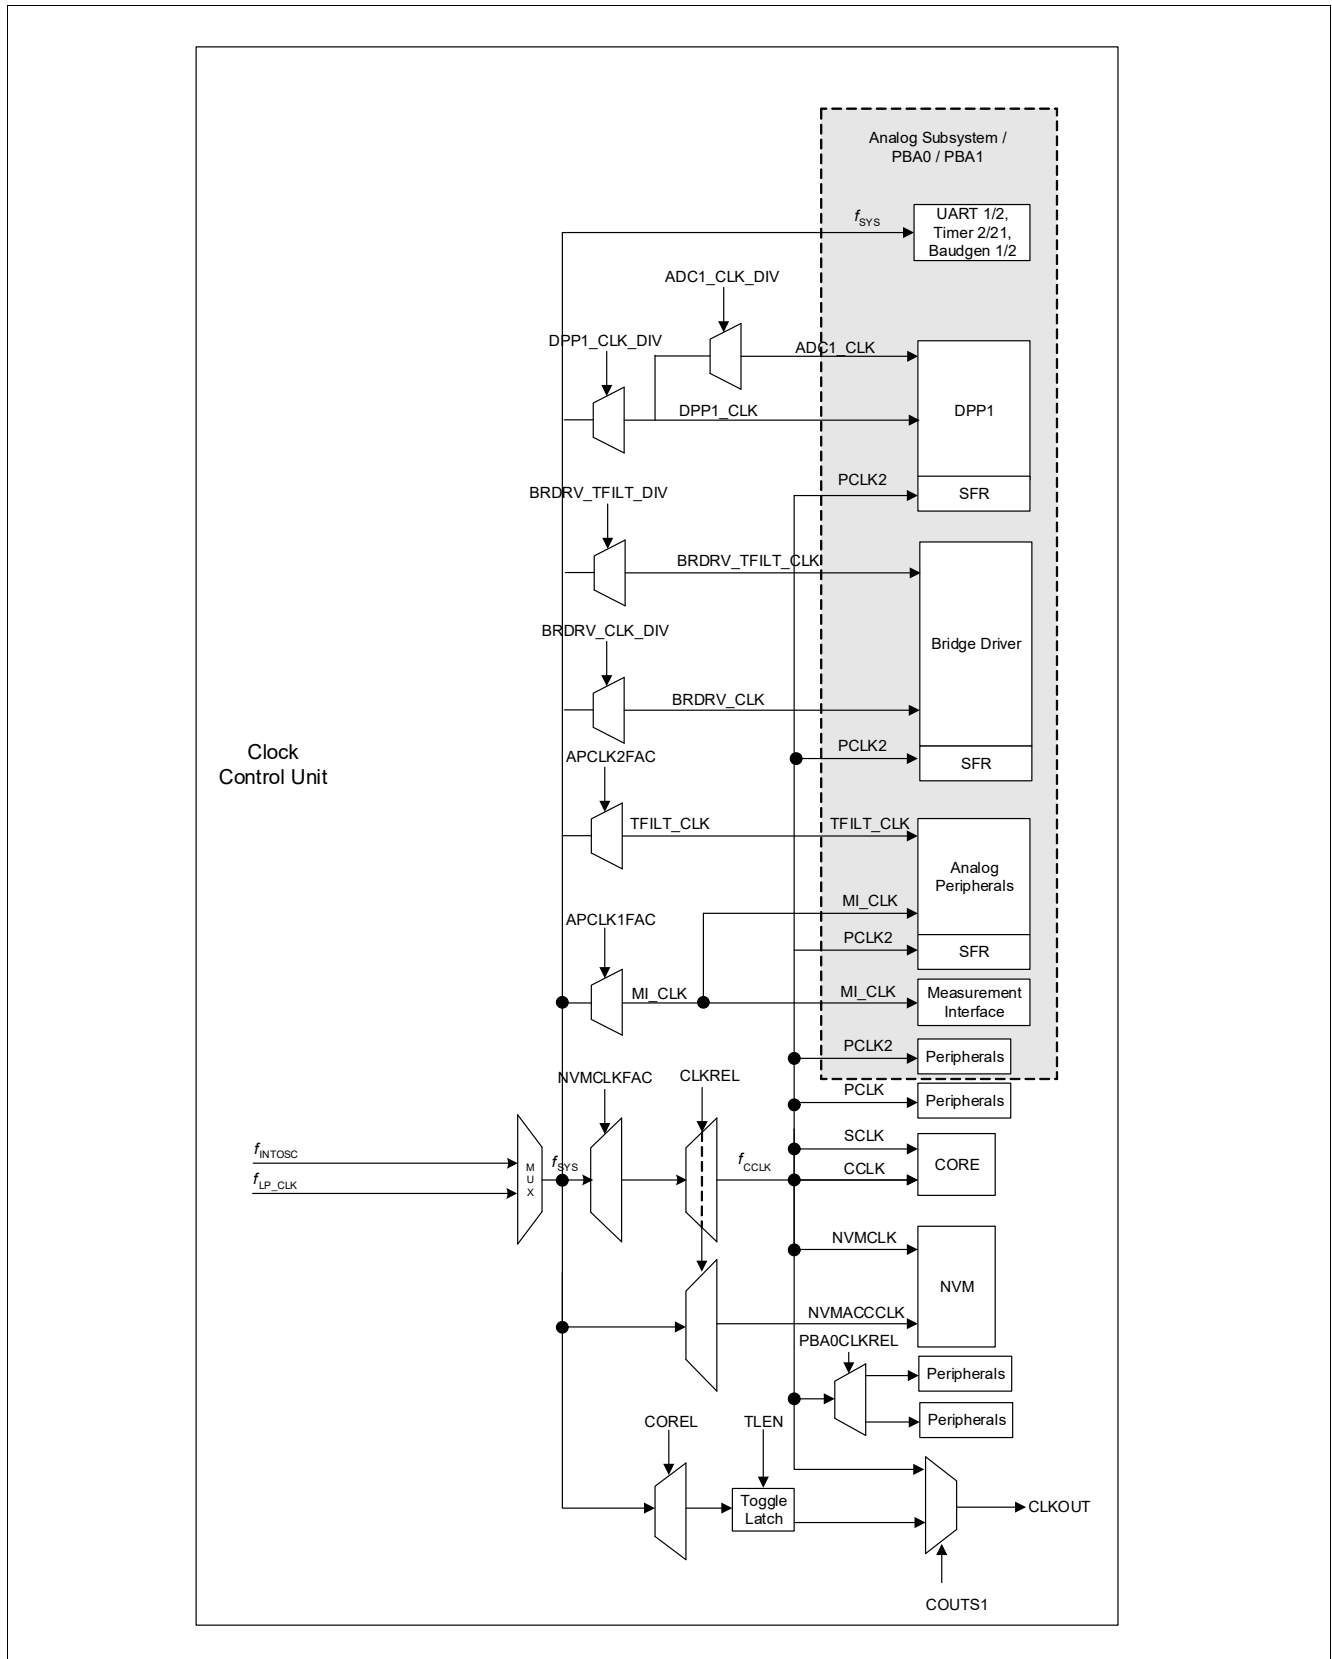 Analog Subsystem /
PBA0 / PBA1
fSYS
UART 1/2,
Timer 2/21,
Baudgen 1/2
ADC1_CLK_DIV
DPP1_CLK_DIV
ADC1_CLK
DPP1_CLK
DPP1
PCLK2
SFR
BRDRV_TFILT_DIV
BRDRV_TFILT_CLK
BRDRV_CLK_DIV
Bridge Driver
BRDRV_CLK
PCLK2
SFR
Clock
Control Unit
APCLK2FAC
TFILT_CLK
TFILT_CLK
Analog
Peripherals
MI_CLK
APCLK1FAC
PCLK2
SFR
MI_CLK
MI_CLK
Measurement
Interface
PCLK2
Peripherals
NVMCLKFAC
CLKREL
PCLK
Peripherals
fINTOSC
fLP_CLK
M
U
X
fSYS
fCCLK
SCLK
CCLK
CORE
NVMCLK
NVM
NVMACCCLK
PBA0CLKREL
Peripherals
Peripherals
COREL
TLEN
Toggle
Latch
CLKOUT
COUTS1